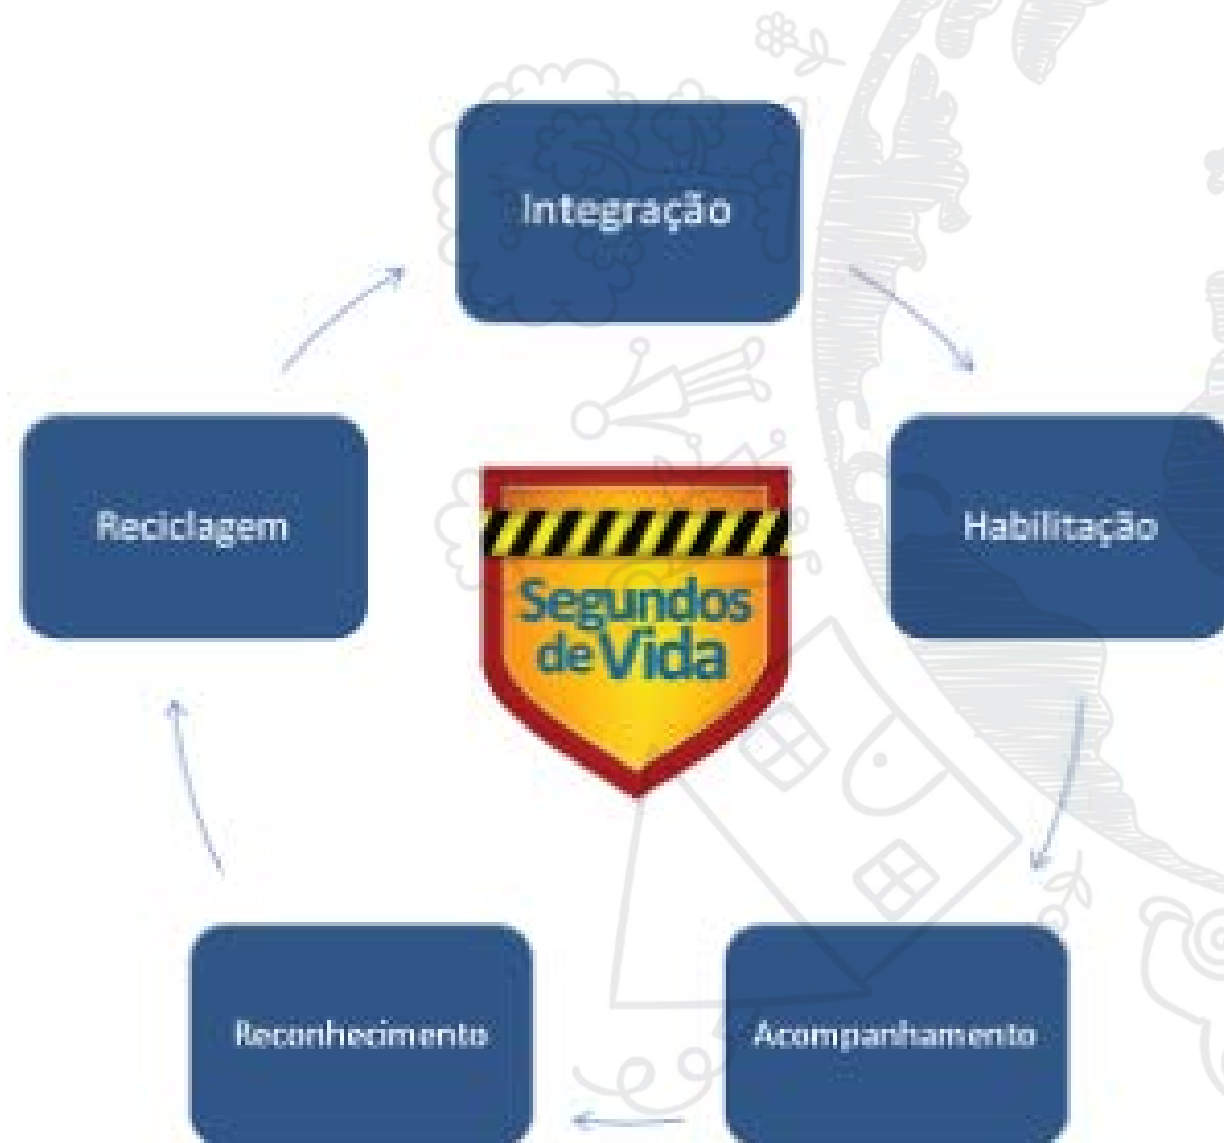 Integração
Habilitação
Acompanhamento
Reconhecimento
Reciclagem
Segundos
de Vida